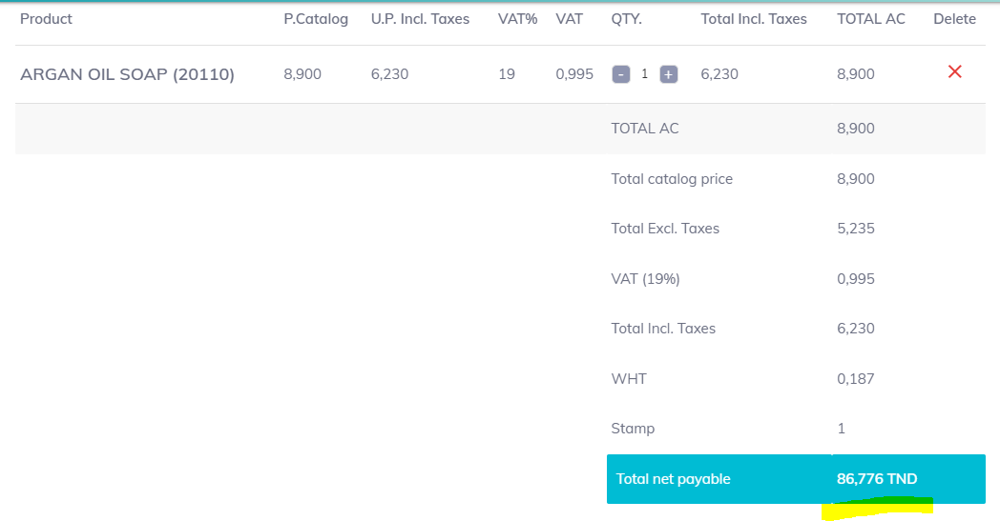 Product P.Catalog U.P. Incl. Taxes VAT% VAT QTY. Total Incl. Taxes TOTAL AC Delete
ARGAN OIL SOAP (20110) 8,900 6,230 19 0,995 - 1 + 6,230 8,900
TOTAL AC 8,900
Total catalog price 8,900
Total Excl. Taxes 5,235
VAT (19%) 0,995
Total Incl. Taxes 6,230
WHT 0,187
Stamp 1
Total net payable 86,776 TND